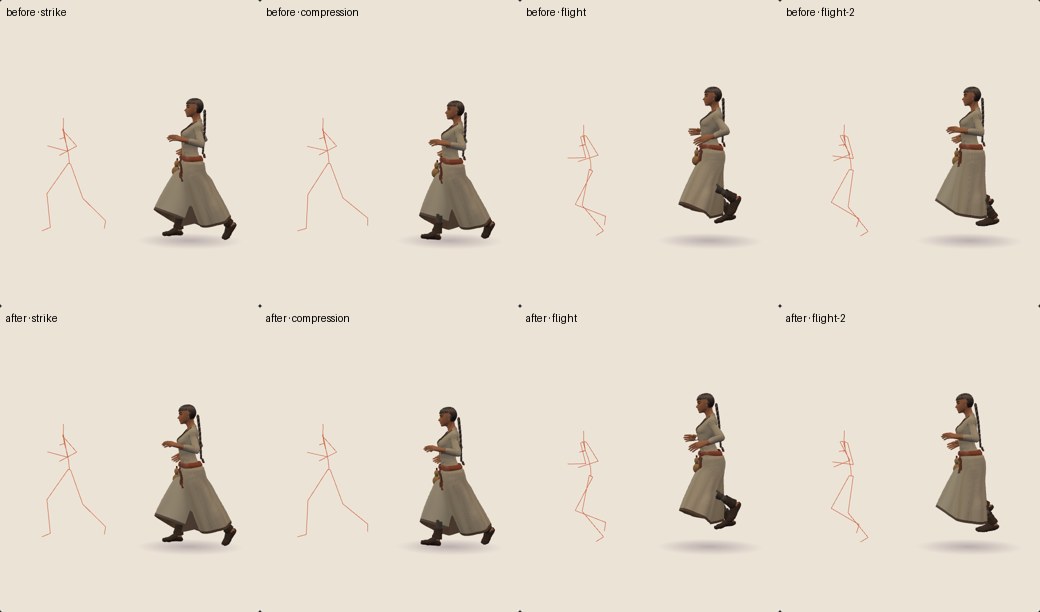 before·strike
before·compression
before·flight
before·flight-2
after·strike
after·compression
after·flight
after·flight-2